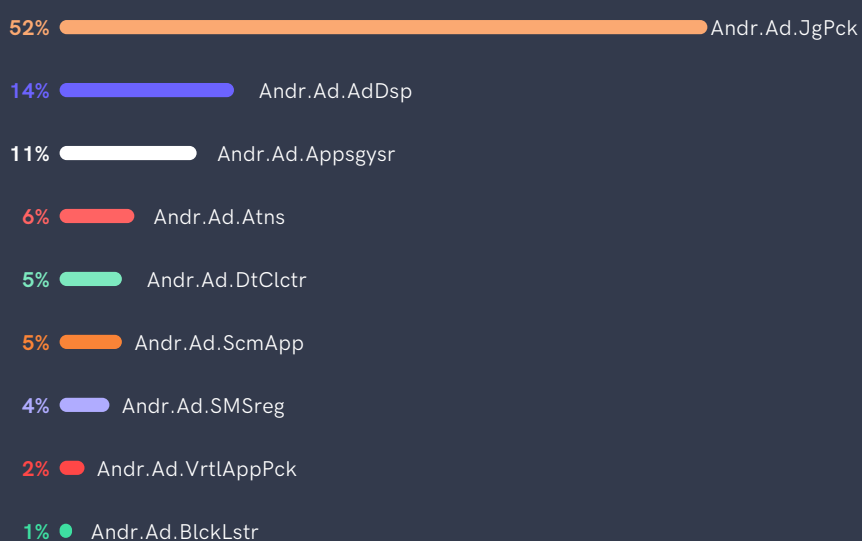 52% Andr.Ad.JgPck
14% Andr.Ad.AdDsp
11% Andr.Ad.Appsgysr
6% Andr.Ad.Atns
5% Andr.Ad.DtClctr
5% Andr.Ad.ScmApp
4% Andr.Ad.SMSreg
2% Andr.Ad.VrtlAppPck
1% Andr.Ad.BlckLstr